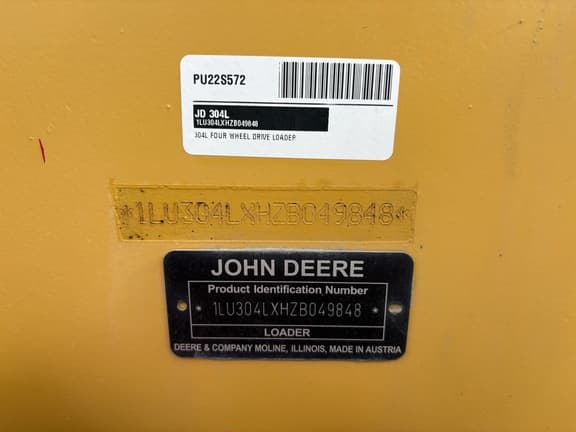 PU22S572
JD 304L
1LU304LXHZB049848
304L FOUR WHEEL DRIVE LOADER
*1LU304LXHZB049848*
JOHN DEERE
Product Identification Number
* 1LU304LXHZB049848 *
LOADER
DEERE & COMPANY MOLINE, ILLINOIS, MADE IN AUSTRIA